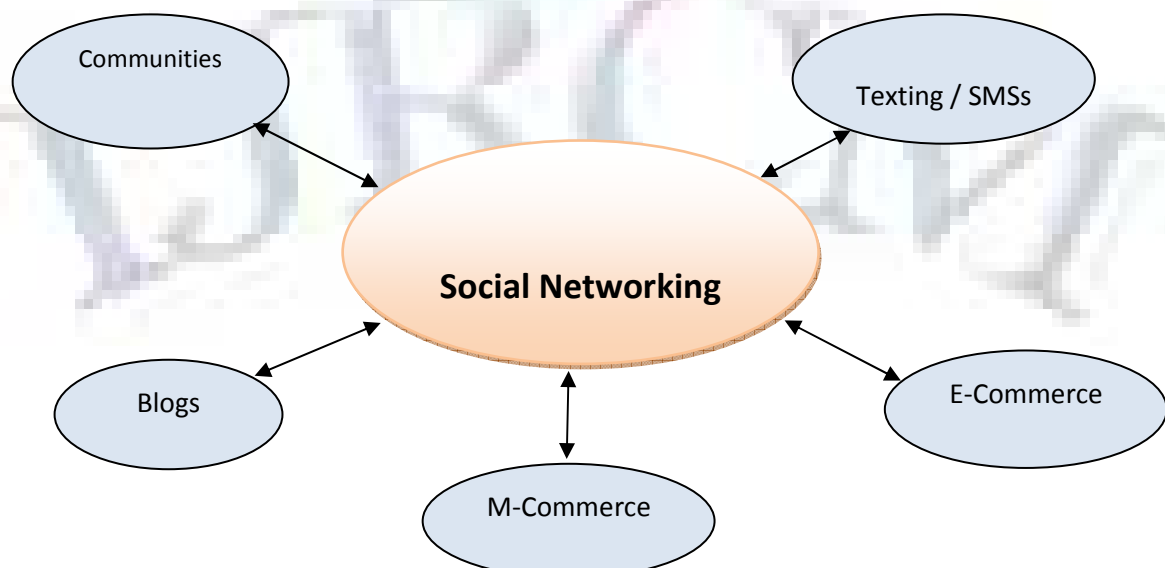 Communities
Texting / SMSs
Social Networking
Blogs
E-Commerce
M-Commerce